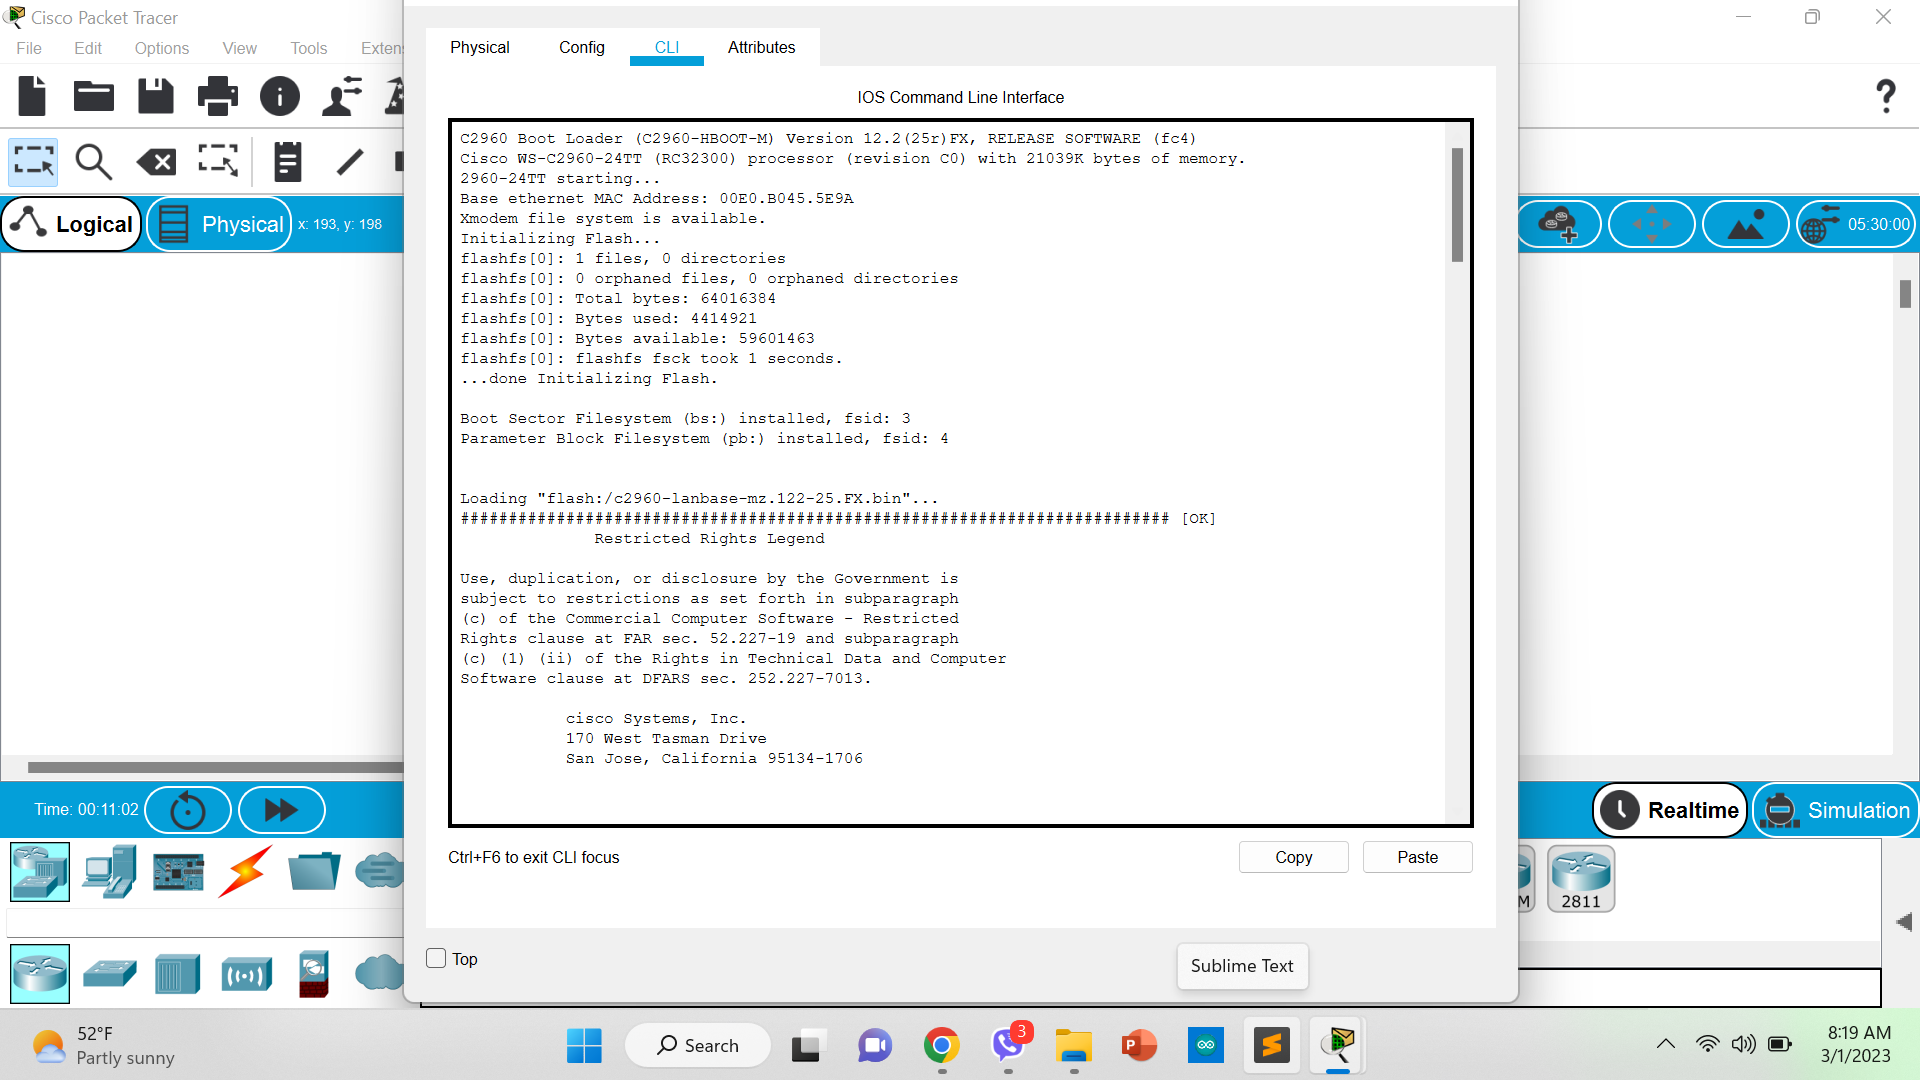 Cisco Packet Tracer
File Edit Options View Tools Exten
Physical Config CLI Attributes
IOS Command Line Interface
C2960 Boot Loader (C2960-HBOOT-M) Version 12.2(25r)FX, RELEASE SOFTWARE (fc4)
Cisco WS-C2960-24TT (RC32300) processor (revision C0) with 21039K bytes of memory.
2960-24TT starting...
Base ethernet MAC Address: 00E0.B045.5E9A
Xmodem file system is available.
Initializing Flash...
flashfs[0]: 1 files, 0 directories
flashfs[0]: 0 orphaned files, 0 orphaned directories
flashfs[0]: Total bytes: 64016384
flashfs[0]: Bytes used: 4414921
flashfs[0]: Bytes available: 59601463
flashfs[0]: flashfs fsck took 1 seconds.
...done Initializing Flash.
Boot Sector Filesystem (bs:) installed, fsid: 3
Parameter Block Filesystem (pb:) installed, fsid: 4
Loading "flash:/c2960-lanbase-mz.122-25.FX.bin"...
########################################################################## [OK]
Restricted Rights Legend
Use, duplication, or disclosure by the Government is
subject to restrictions as set forth in subparagraph
(c) of the Commercial Computer Software - Restricted
Rights clause at FAR sec. 52.227-19 and subparagraph
(c) (1) (ii) of the Rights in Technical Data and Computer
Software clause at DFARS sec. 252.227-7013.
cisco Systems, Inc.
170 West Tasman Drive
San Jose, California 95134-1706
Ctrl+F6 to exit CLI focus
Copy Paste
Top
Sublime Text
Logical Physical x: 193, y: 198
05:30:00
Time: 00:11:02
Realtime Simulation
M 2811
52°F
Partly sunny
Search
3
8:19 AM
3/1/2023